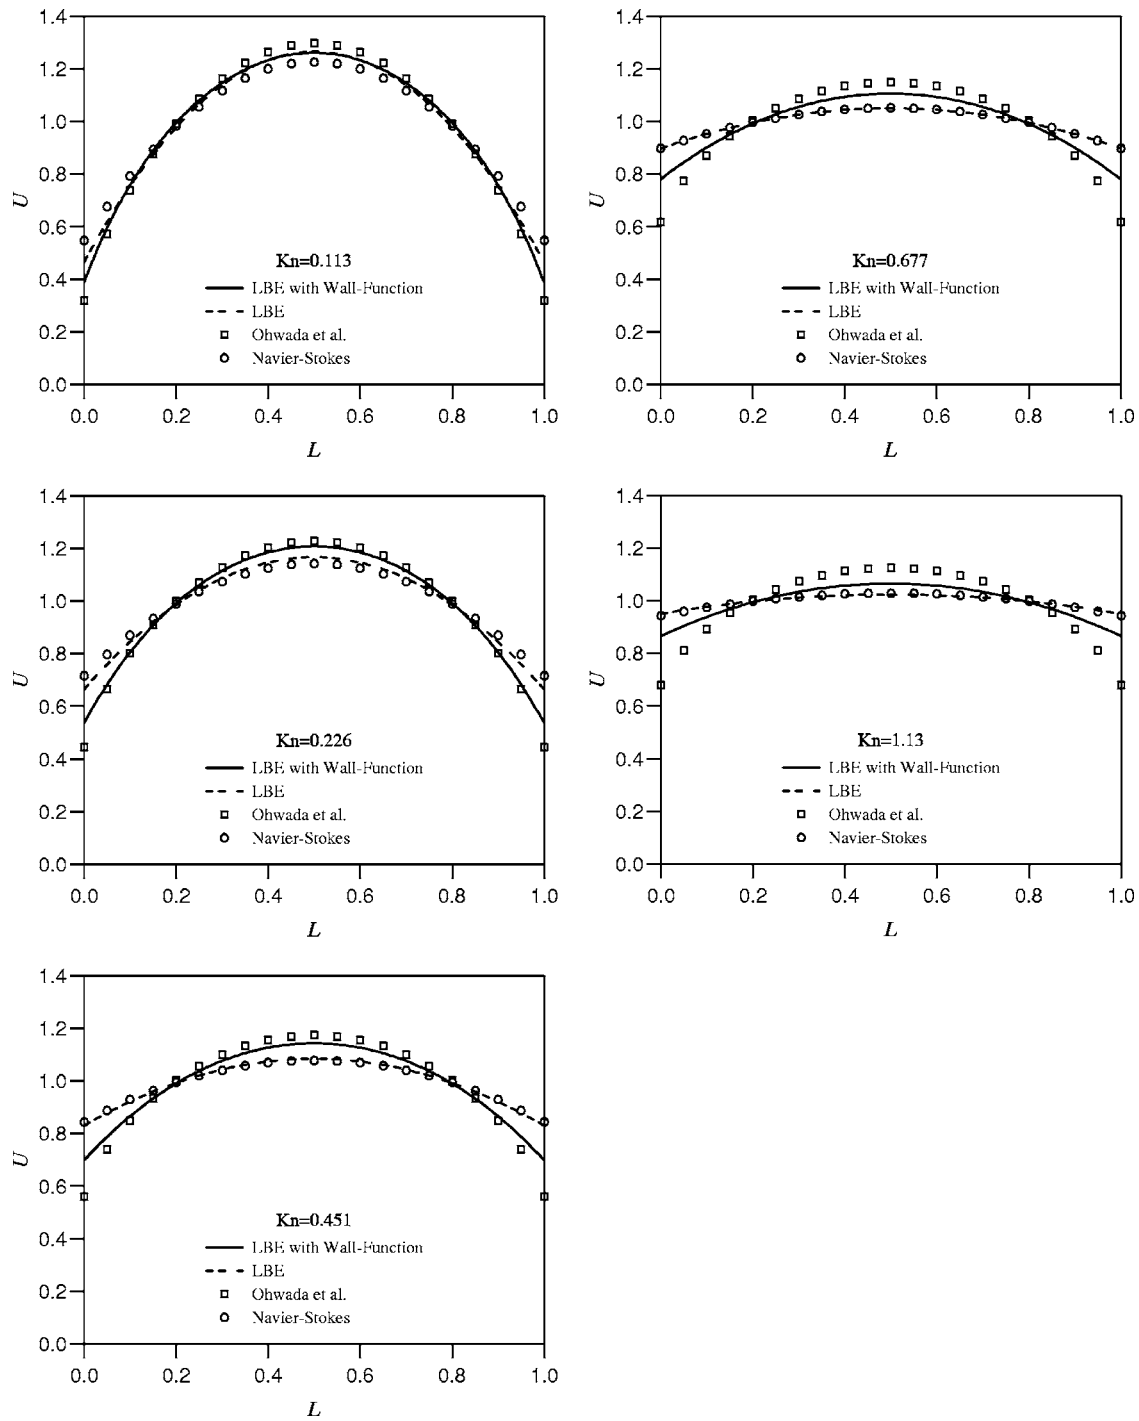 1.4
1.2
1.0
0.8
0.6
0.4
0.2
0.0
U
Kn=0.113
LBE with Wall-Function
LBE
Ohwada et al.
Navier-Stokes
0.0 0.2 0.4 0.6 0.8 1.0
L
1.4
1.2
1.0
0.8
0.6
0.4
0.2
0.0
U
Kn=0.677
LBE with Wall-Function
LBE
Ohwada et al.
Navier-Stokes
0.0 0.2 0.4 0.6 0.8 1.0
L
1.4
1.2
1.0
0.8
0.6
0.4
0.2
0.0
U
Kn=0.226
LBE with Wall-Function
LBE
Ohwada et al.
Navier-Stokes
0.0 0.2 0.4 0.6 0.8 1.0
L
1.4
1.2
1.0
0.8
0.6
0.4
0.2
0.0
U
Kn=1.13
LBE with Wall-Function
LBE
Ohwada et al.
Navier-Stokes
0.0 0.2 0.4 0.6 0.8 1.0
L
1.4
1.2
1.0
0.8
0.6
0.4
0.2
0.0
U
Kn=0.451
LBE with Wall-Function
LBE
Ohwada et al.
Navier-Stokes
0.0 0.2 0.4 0.6 0.8 1.0
L